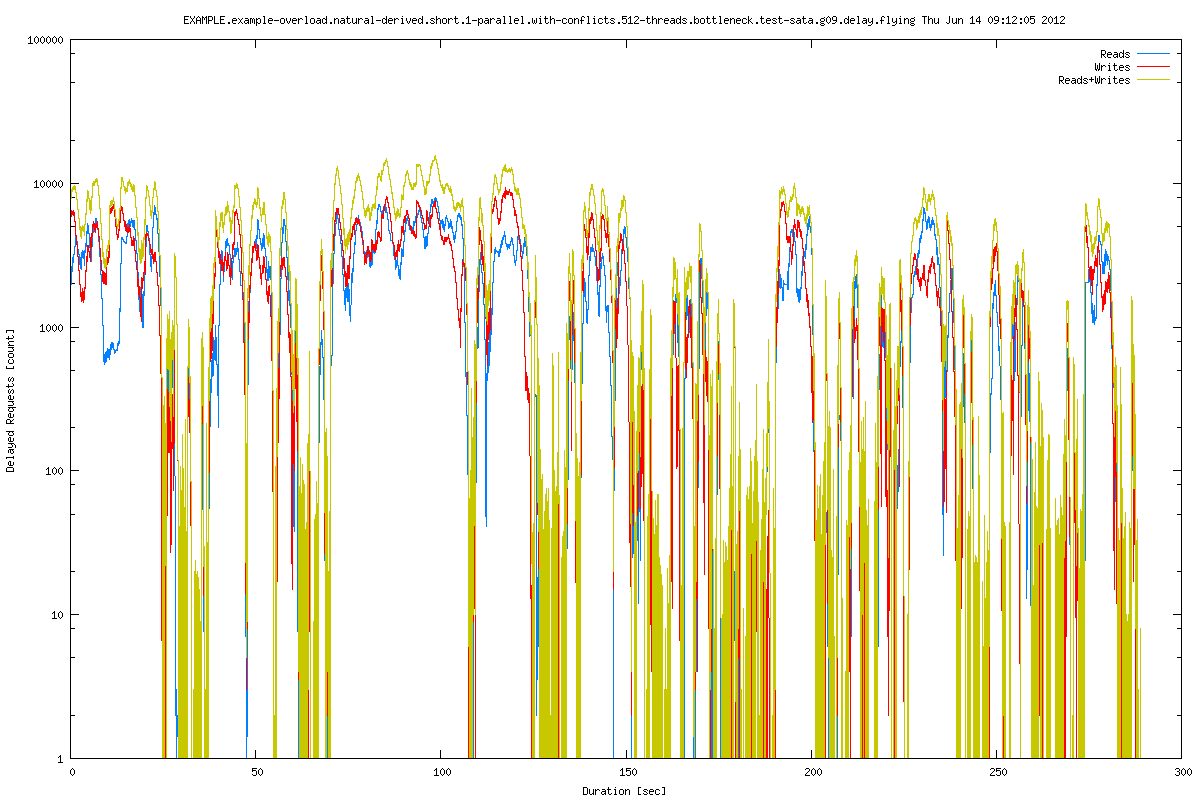 EXAMPLE.example-overload.natural-derived.short.1-parallel.with-conflicts.512-threads.bottleneck.test-sata.g09.delay.flying Thu Jun 14 09:12:05 2012
Reads
Writes
Reads+Writes
100000
10000
1000
100
10
1
Delayed Requests [count]
0 50 100 150 200 250 300
Duration [sec]